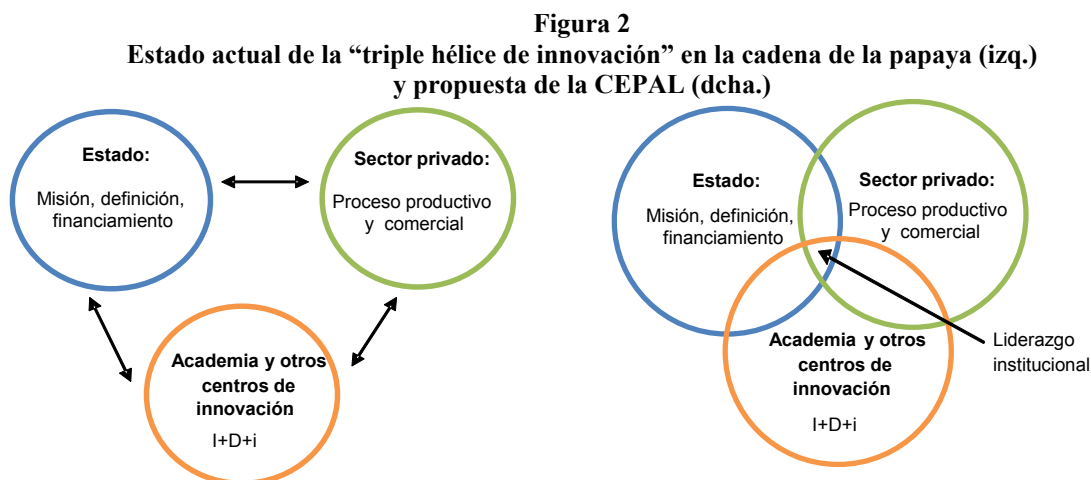 Figura 2
Estado actual de la “triple hélice de innovación” en la cadena de la papaya (izq.)
y propuesta de la CEPAL (dcha.)
Estado:
Misión, definición,
financiamiento
Sector privado:
Proceso productivo
y comercial
Academia y otros
centros de
innovación
I+D+i
Estado:
Misión, definición,
financiamiento
Sector privado:
Proceso productivo
y comercial
Academia y otros
centros de
innovación
I+D+i
Liderazgo
institucional